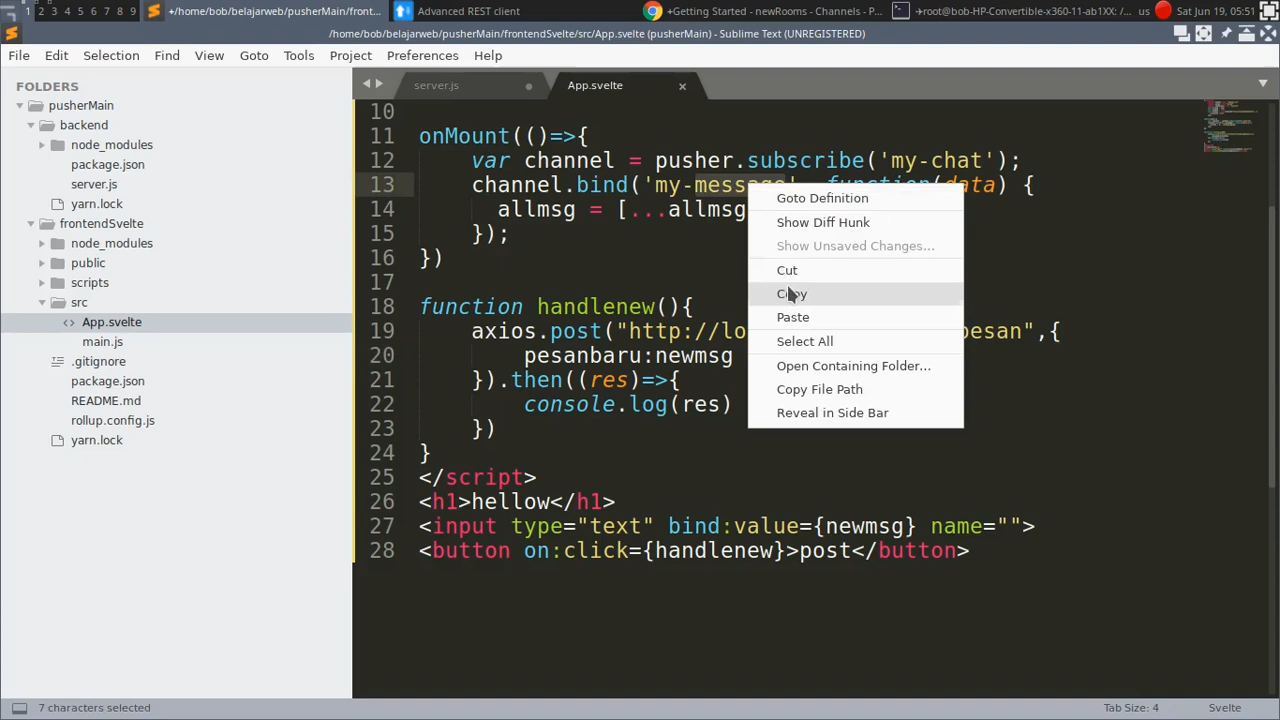 1 2 3 4 5 6 7 8 9 +/home/bob/belajarweb/pusherMain/front... Advanced REST client +Getting Started - newRooms - Channels - P... ~root@bob-HP-Convertible-x360-11-ab1XX: /... us Sat Jun 19, 05:51
/home/bob/belajarweb/pusherMain/frontendSvelte/src/App.svelte (pusherMain) - Sublime Text (UNREGISTERED)
File Edit Selection Find View Goto Tools Project Preferences Help
FOLDERS
pusherMain
backend
node_modules
package.json
server.js
yarn.lock
frontendSvelte
node_modules
public
scripts
src
<> App.svelte
main.js
.gitignore
package.json
README.md
rollup.config.js
yarn.lock
server.js App.svelte
10
11 onMount(()=>{
12 var channel = pusher.subscribe('my-chat');
13 channel.bind('my-message', function(data) {
14 allmsg = [...allmsg
15 });
16 })
17
18 function handlenew(){
19 axios.post("http://lo pesan",{
20 pesanbaru:newmsg
21 }).then((res)=>{
22 console.log(res)
23 })
24 }
25 </script>
26 <h1>hellow</h1>
27 <input type="text" bind:value={newmsg} name="">
28 <button on:click={handlenew}>post</button>
Goto Definition
Show Diff Hunk
Show Unsaved Changes...
Cut
Copy
Paste
Select All
Open Containing Folder...
Copy File Path
Reveal in Side Bar
7 characters selected Tab Size: 4 Svelte